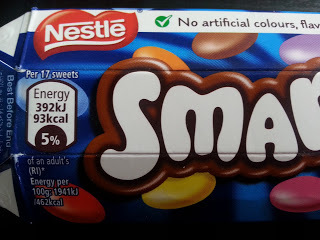 Nestlé
✓ No artificial colours, flav
Per 17 sweets
Energy
392kJ
93kcal
5%
of an adult's
(RI)*
Energy per
100g: 1941kJ
/462kcal
SMAR
Best Before End